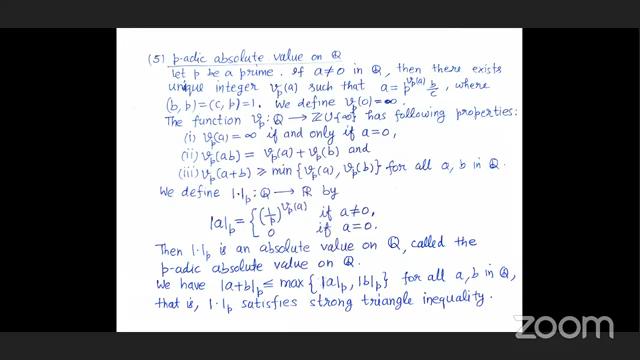 (5) p-adic absolute value on ℚ
Let p be a prime. If a≠0 in ℚ, then there exists
unique integer v_p(a) such that a = p^{v_p(a)} b/c, where
(b, p) = (c, p) = 1. We define v_p(0) = ∞.
The function v_p : ℚ → ℤ∪{∞} has following properties:
(i) v_p(a) = ∞ if and only if a = 0,
(ii) v_p(ab) = v_p(a) + v_p(b) and
(iii) v_p(a+b) ≥ min{v_p(a), v_p(b)} for all a, b in ℚ.
We define |·|_p : ℚ → ℝ by
|a|_p = { (1/p)^{v_p(a)} if a≠0,
0 if a=0.
Then |·|_p is an absolute value on ℚ, called the
p-adic absolute value on ℚ.
We have |a+b|_p ≤ max{|a|_p, |b|_p} for all a, b in ℚ,
that is, |·|_p satisfies strong triangle inequality.
zoom